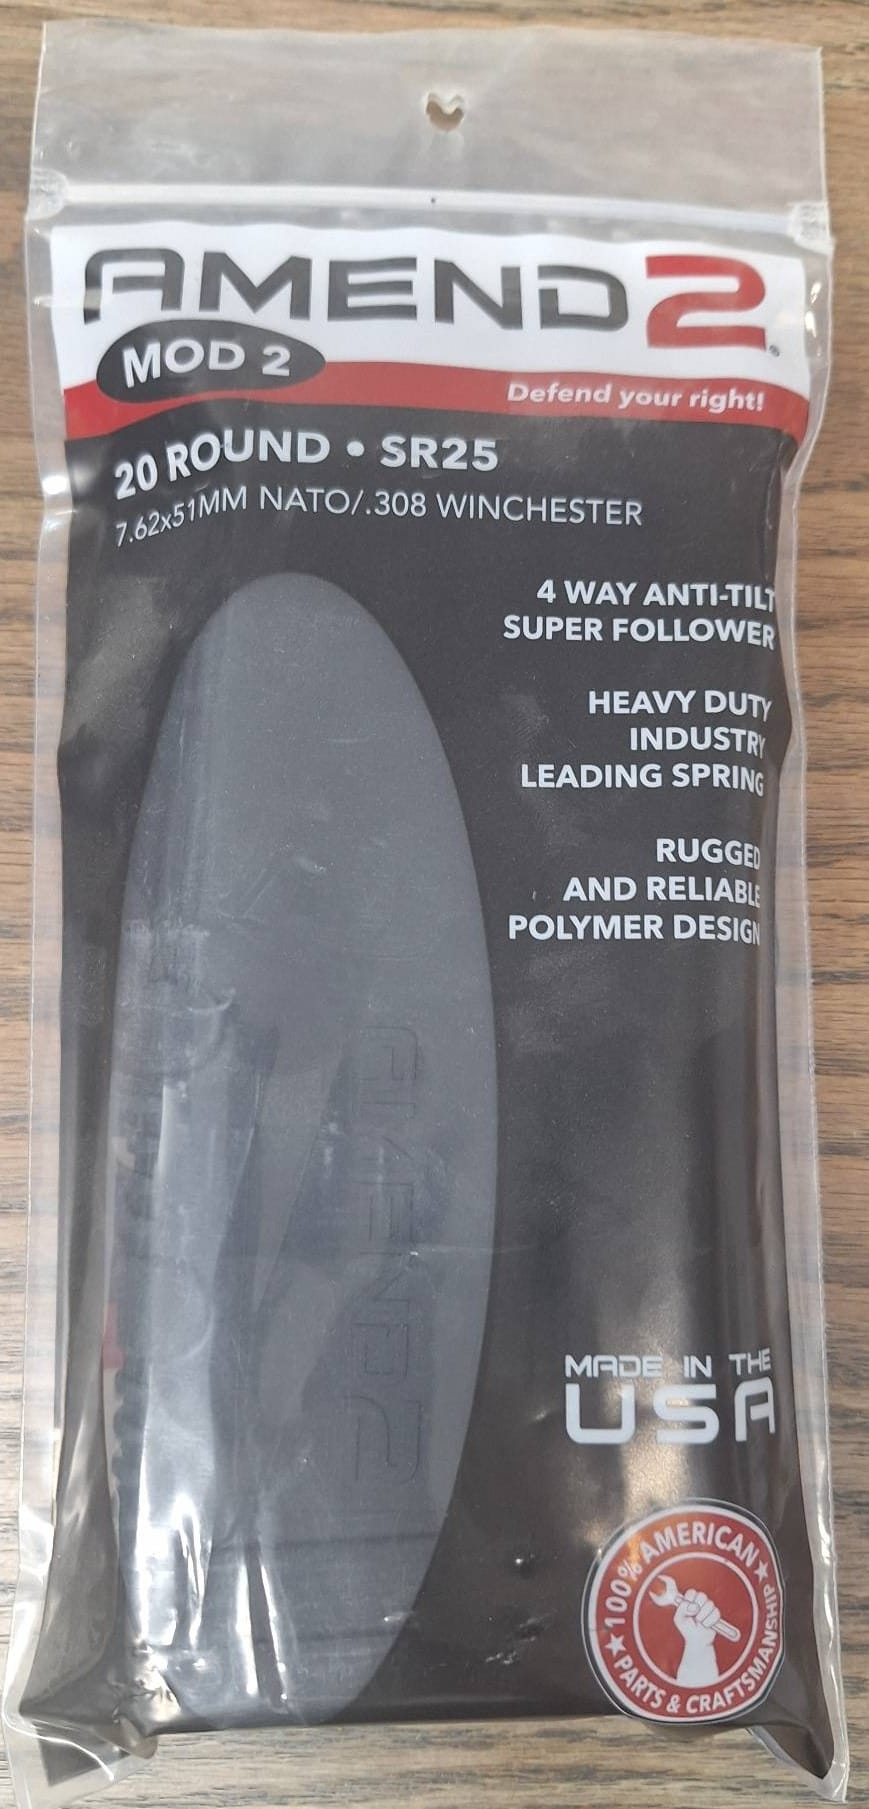 AMEND2®
MOD 2
Defend your right!
20 ROUND • SR25
7.62x51MM NATO/.308 WINCHESTER
4 WAY ANTI-TILT
SUPER FOLLOWER
HEAVY DUTY
INDUSTRY
LEADING SPRING
RUGGED
AND RELIABLE
POLYMER DESIGN
AMEND2
MADE IN THE
USA
100% AMERICAN
PARTS & CRAFTSMANSHIP